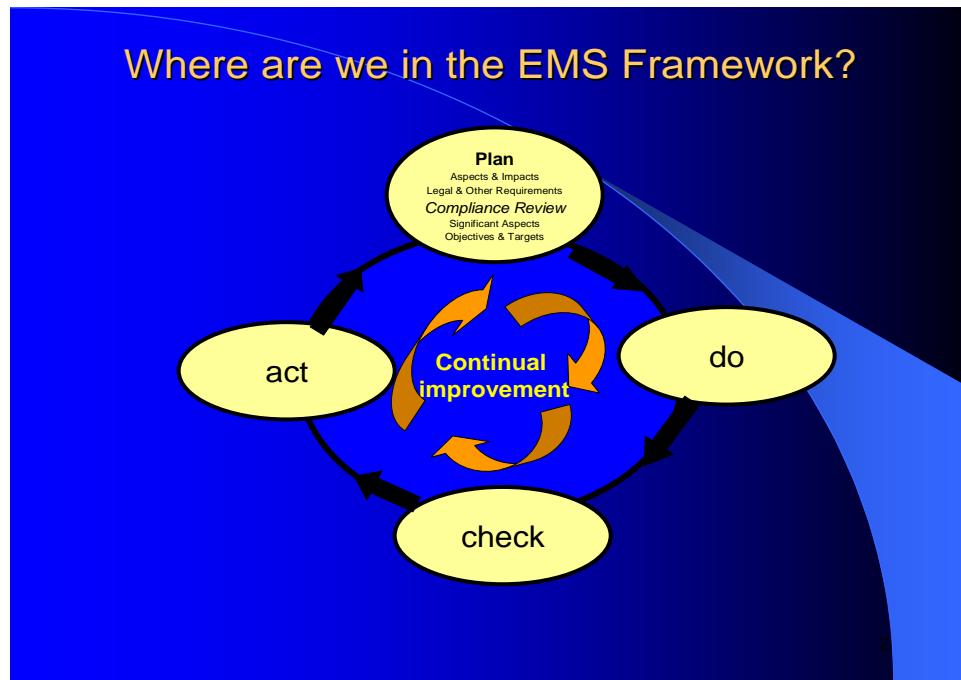 Where are we in the EMS Framework?
Plan
Aspects & Impacts
Legal & Other Requirements
Compliance Review
Significant Aspects
Objectives & Targets
act
do
Continual
improvement
check